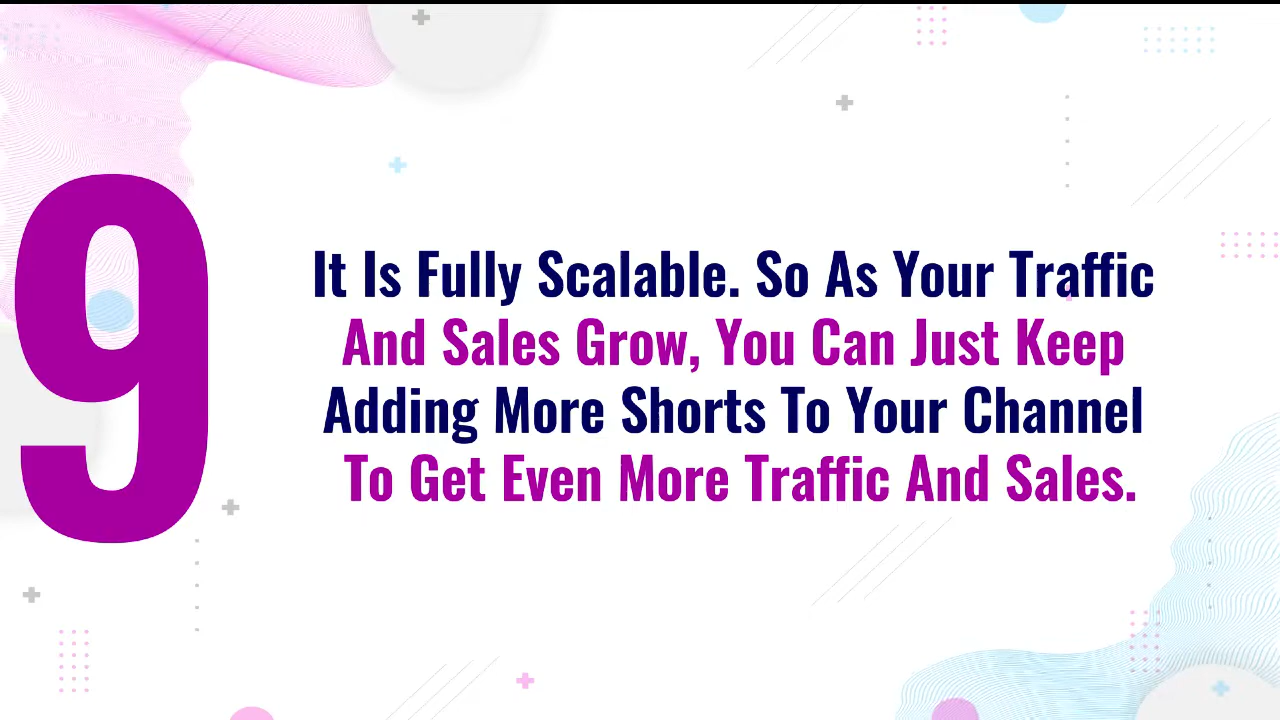 9
It Is Fully Scalable. So As Your Traffic
And Sales Grow, You Can Just Keep
Adding More Shorts To Your Channel
To Get Even More Traffic And Sales.